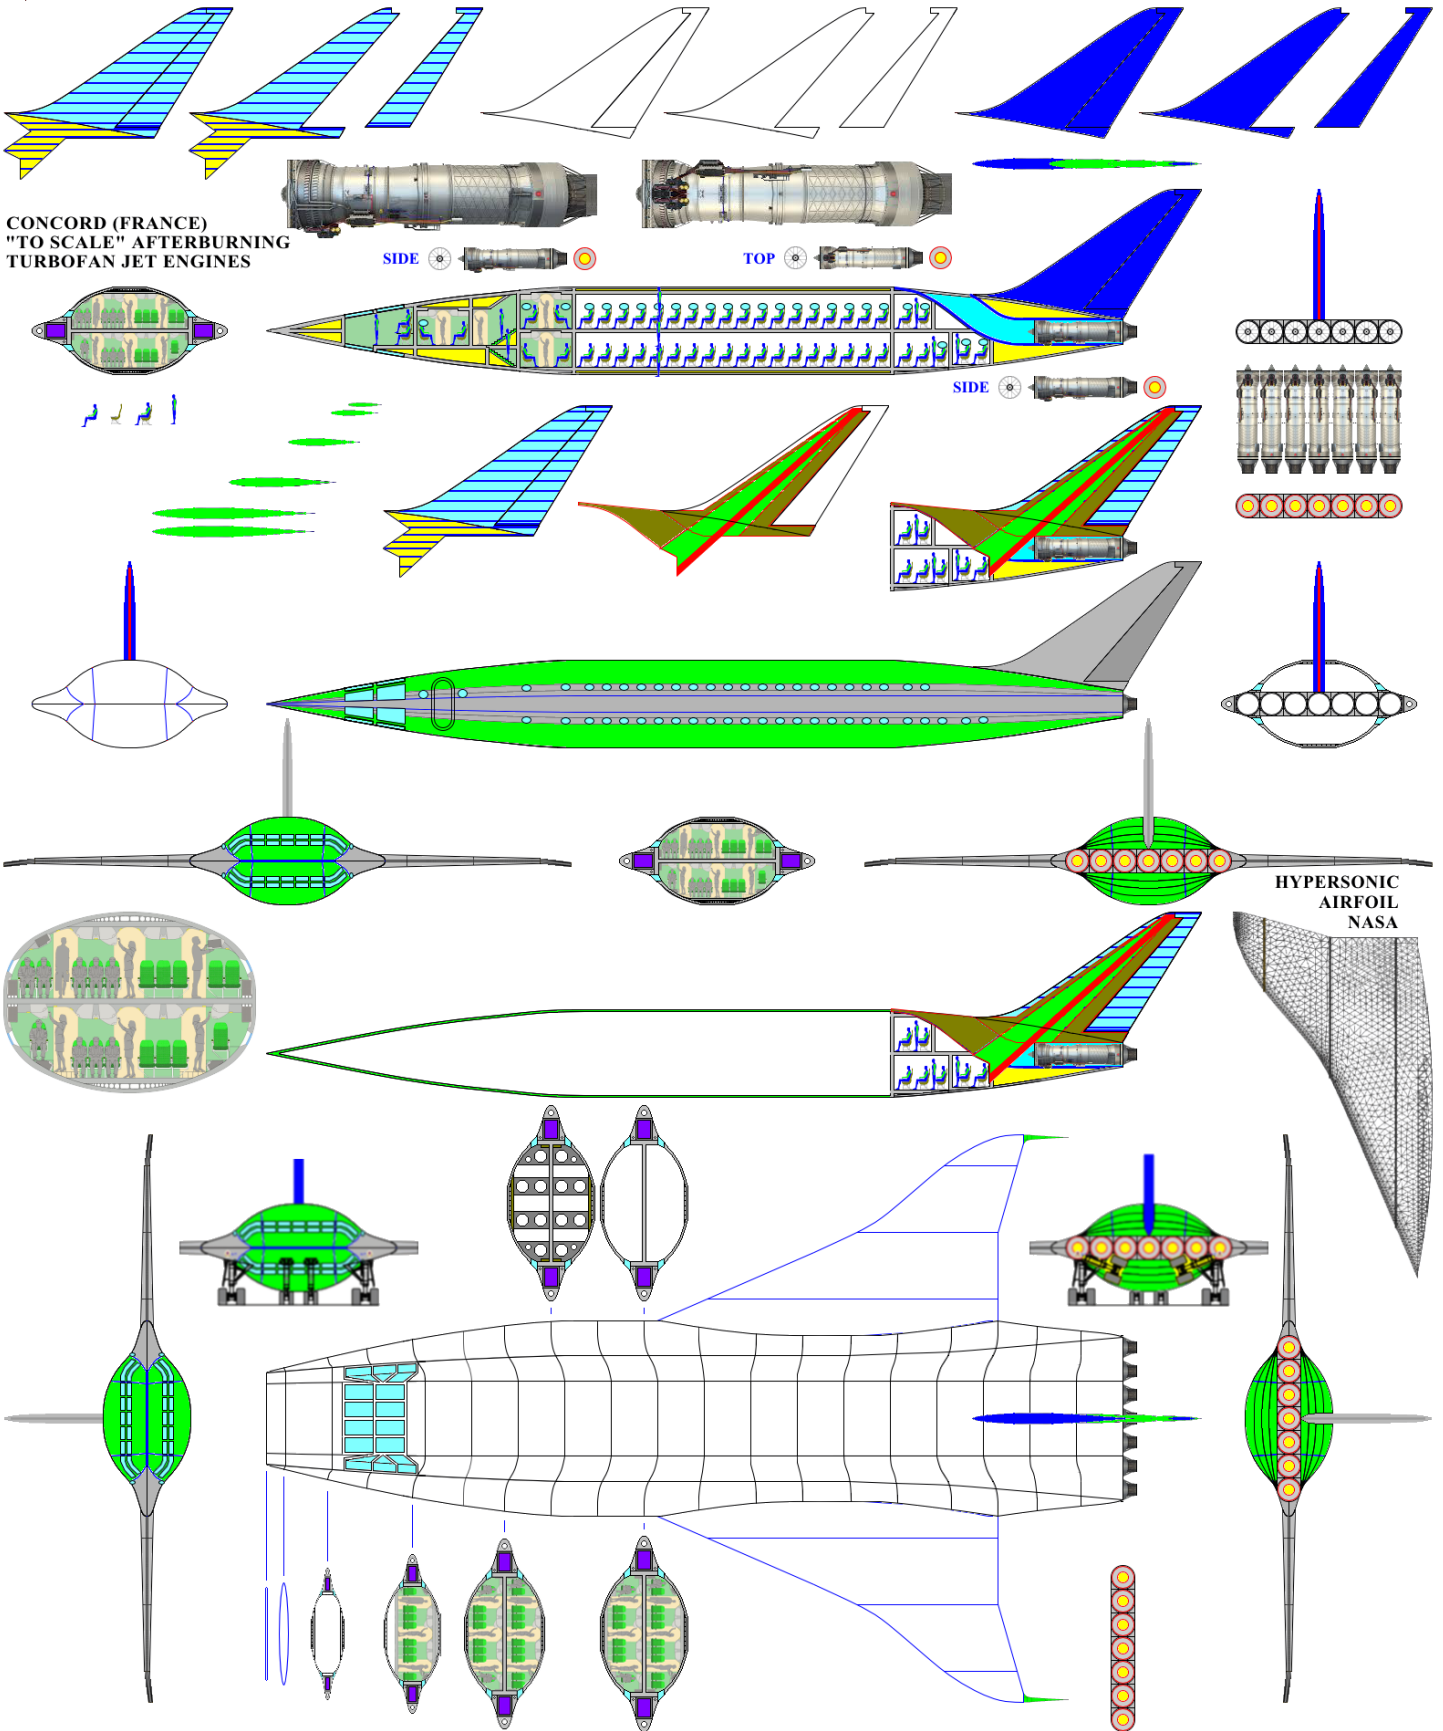 CONCORD (FRANCE)
"TO SCALE" AFTERBURNING
TURBOFAN JET ENGINES
SIDE
TOP
SIDE
HYPERSONIC
AIRFOIL
NASA